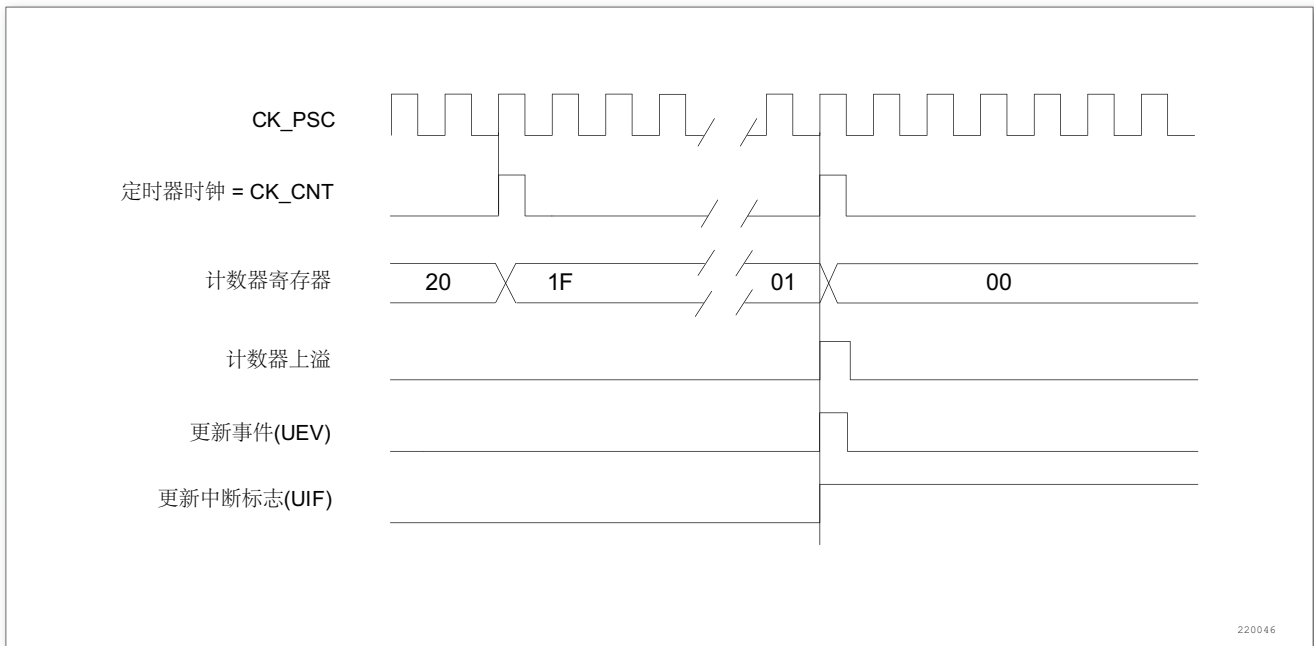 CK_PSC
定时器时钟 = CK_CNT
计数器寄存器 20 1F 01 00
计数器上溢
更新事件(UEV)
更新中断标志(UIF)
220046